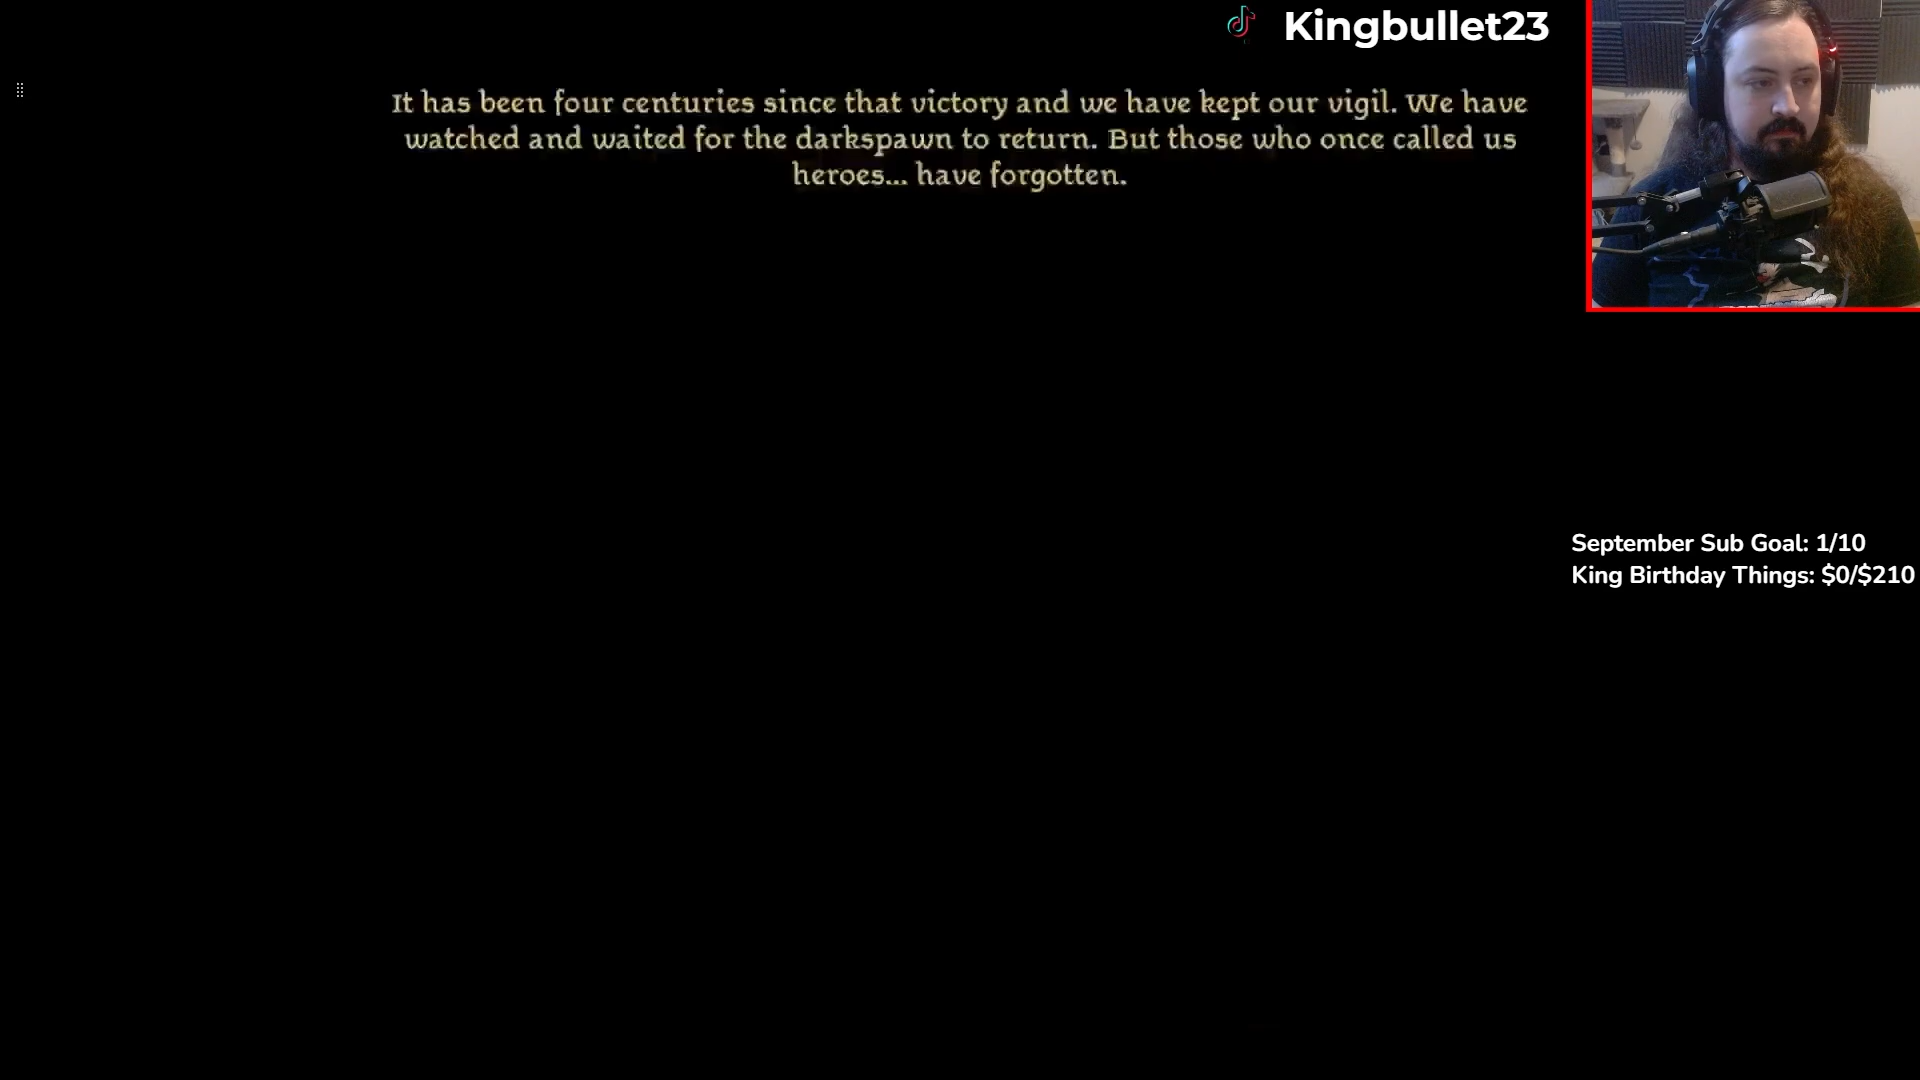 Kingbullet23
It has been four centuries since that victory and we have kept our vigil. We have
watched and waited for the darkspawn to return. But those who once called us
heroes... have forgotten.
September Sub Goal: 1/10
King Birthday Things: $0/$210